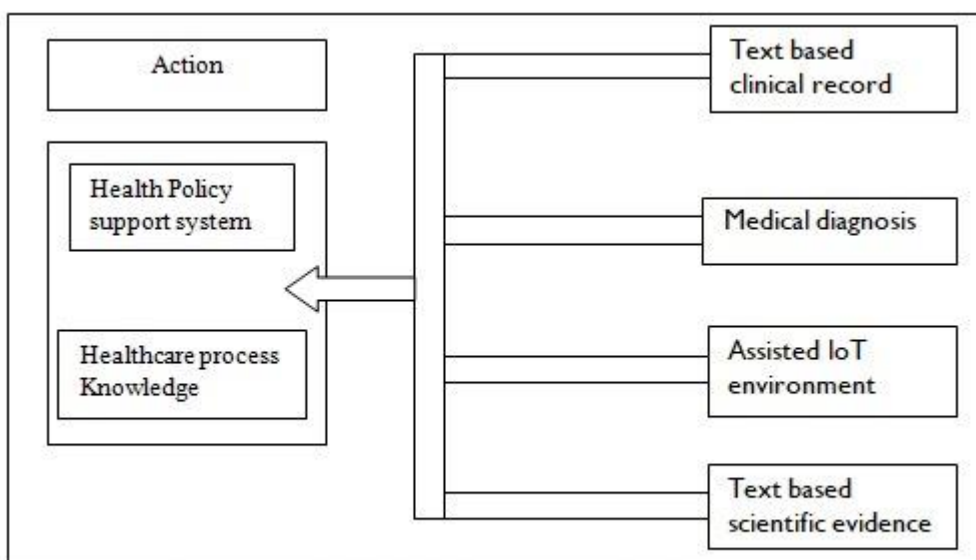 Action
Health Policy
support system
Healthcare process
Knowledge
Text based
clinical record
Medical diagnosis
Assisted IoT
environment
Text based
scientific evidence